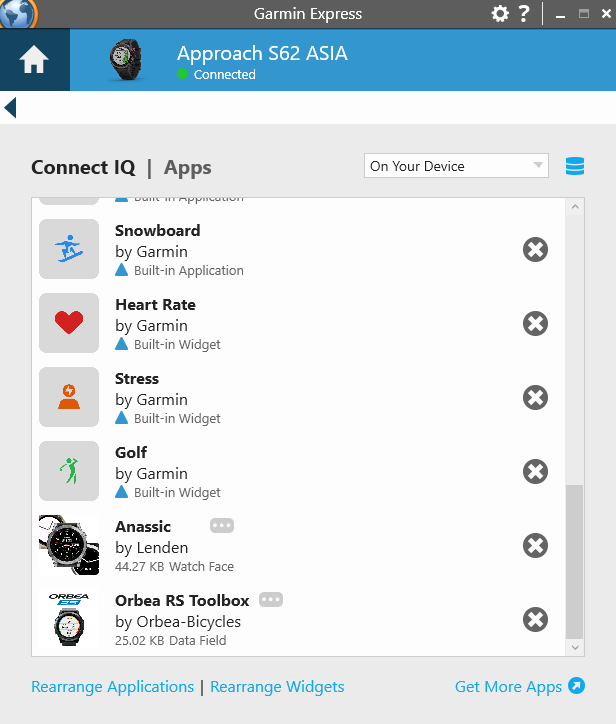 Garmin Express
?
Approach S62 ASIA
Connected
Connect IQ | Apps
On Your Device
Built-in Application
Snowboard
by Garmin
Built-in Application
Heart Rate
by Garmin
Built-in Widget
Stress
by Garmin
Built-in Widget
Golf
by Garmin
Built-in Widget
Anassic
by Lenden
44.27 KB Watch Face
ORBEA
Orbea RS Toolbox
by Orbea-Bicycles
25.02 KB Data Field
Rearrange Applications | Rearrange Widgets
Get More Apps